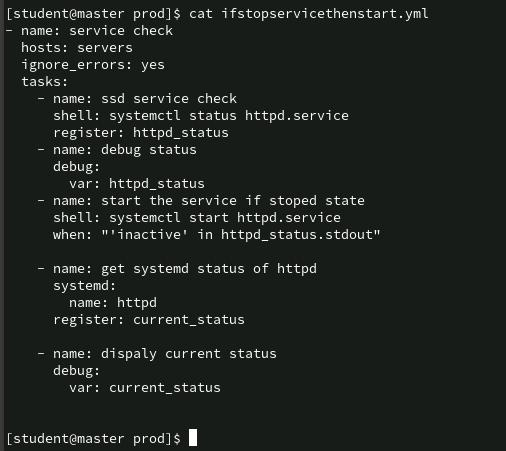 [student@master prod]$ cat ifstopservicethenstart.yml
- name: service check
  hosts: servers
  ignore_errors: yes
  tasks:
    - name: ssd service check
      shell: systemctl status httpd.service
      register: httpd_status
    - name: debug status
      debug:
        var: httpd_status
    - name: start the service if stoped state
      shell: systemctl start httpd.service
      when: "'inactive' in httpd_status.stdout"
    - name: get systemd status of httpd
      systemd:
        name: httpd
      register: current_status
    - name: dispaly current status
      debug:
        var: current_status
[student@master prod]$